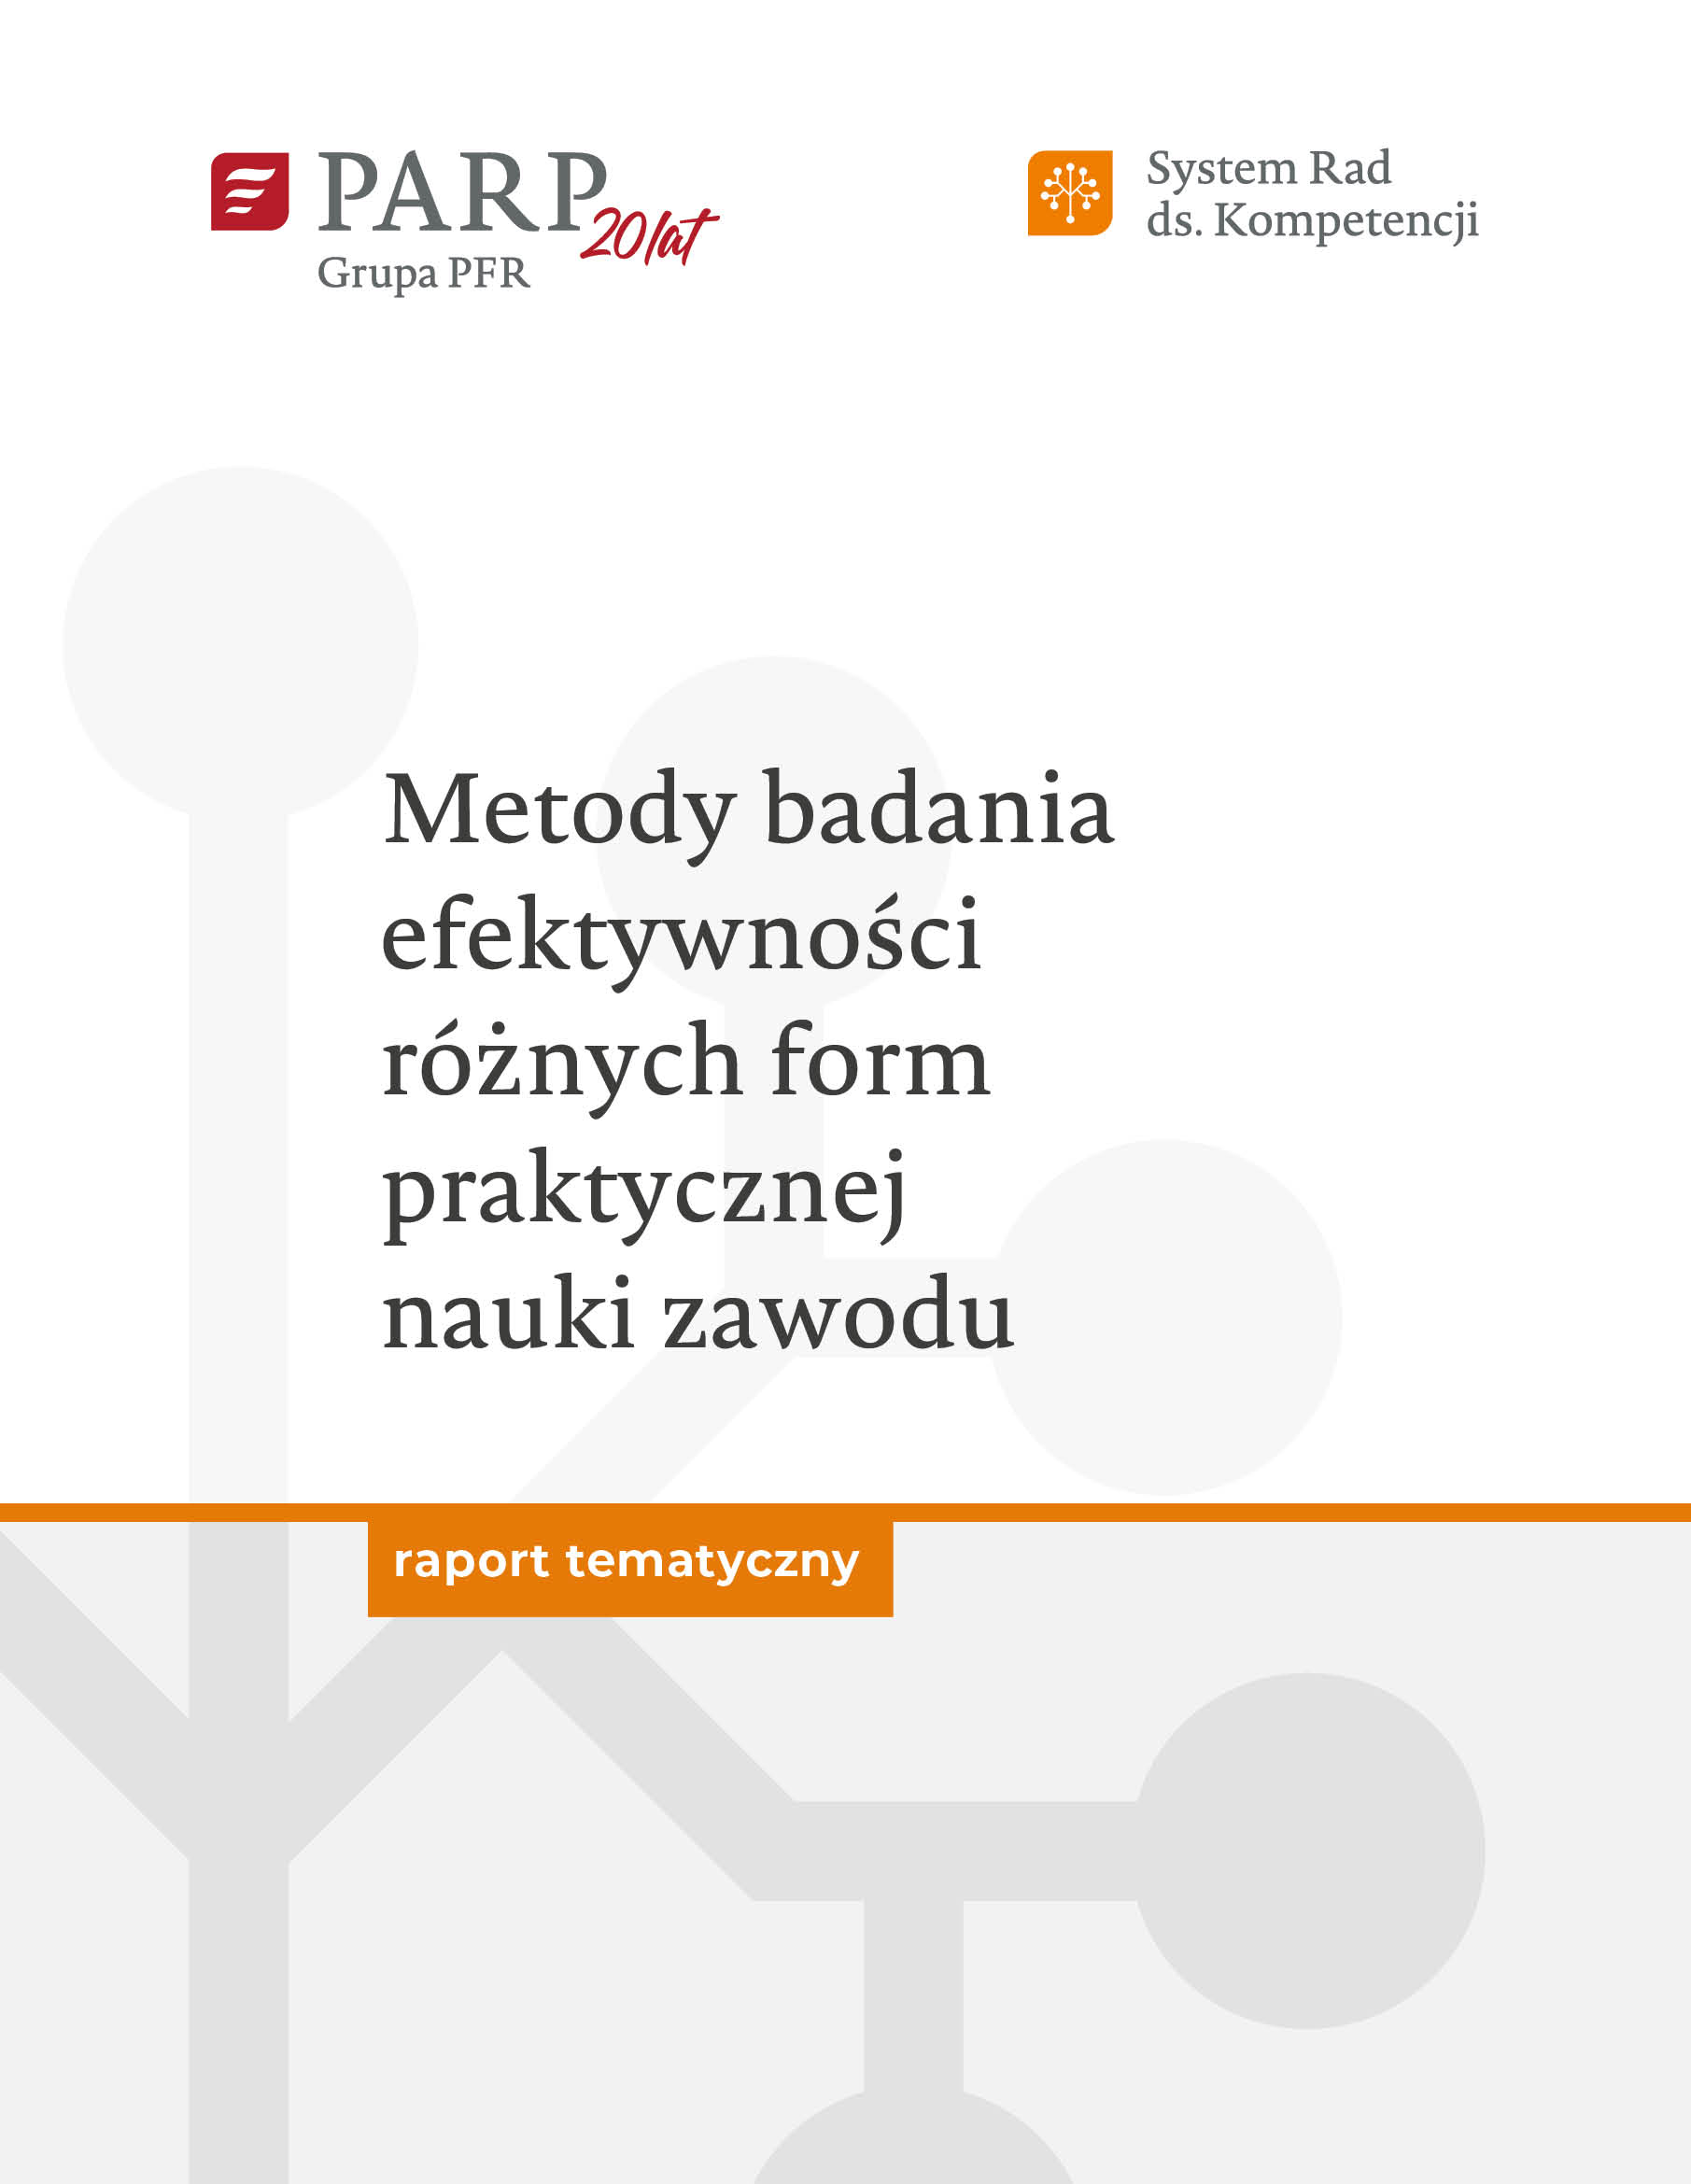 PARP
20 lat
Grupa PFR
System Rad
ds. Kompetencji
Metody badania
efektywności
różnych form
praktycznej
nauki zawodu
raport tematyczny